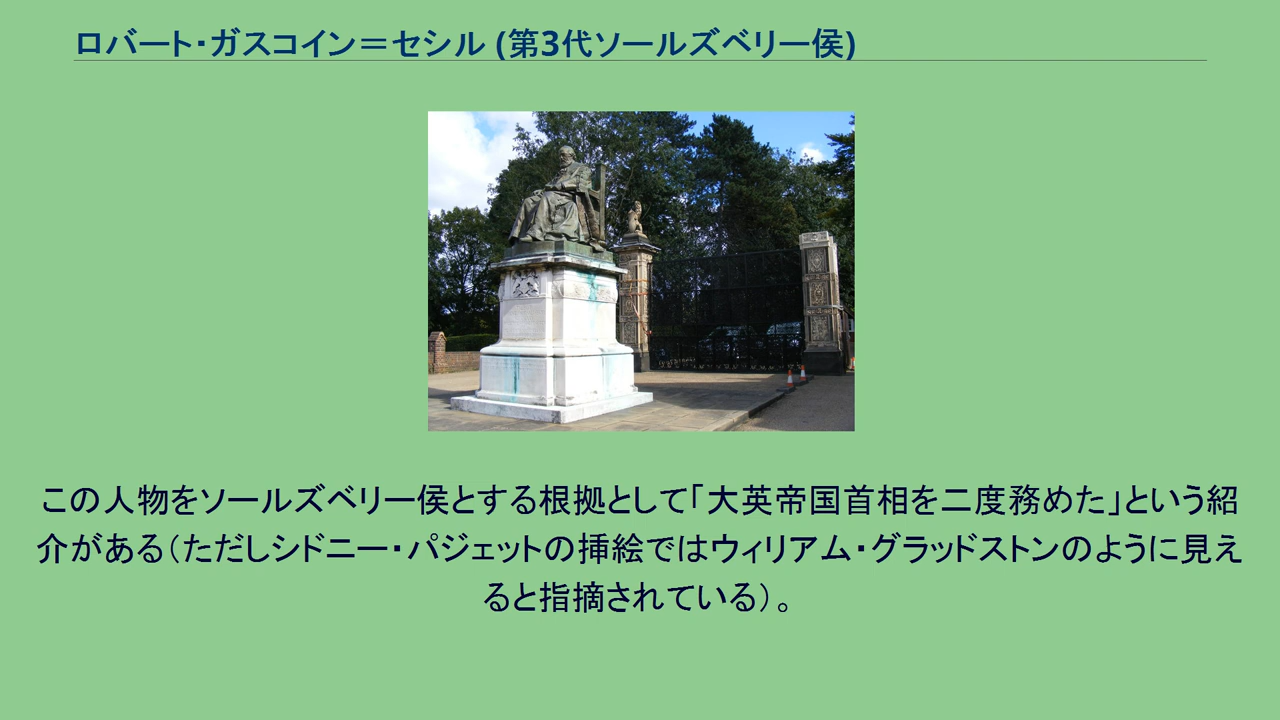 ロバート・ガスコイン＝セシル (第3代ソールズベリー侯)
この人物をソールズベリー侯とする根拠として「大英帝国首相を二度務めた」という紹
介がある（ただしシドニー・パジェットの挿絵ではウィリアム・グラッドストンのように見え
ると指摘されている）。